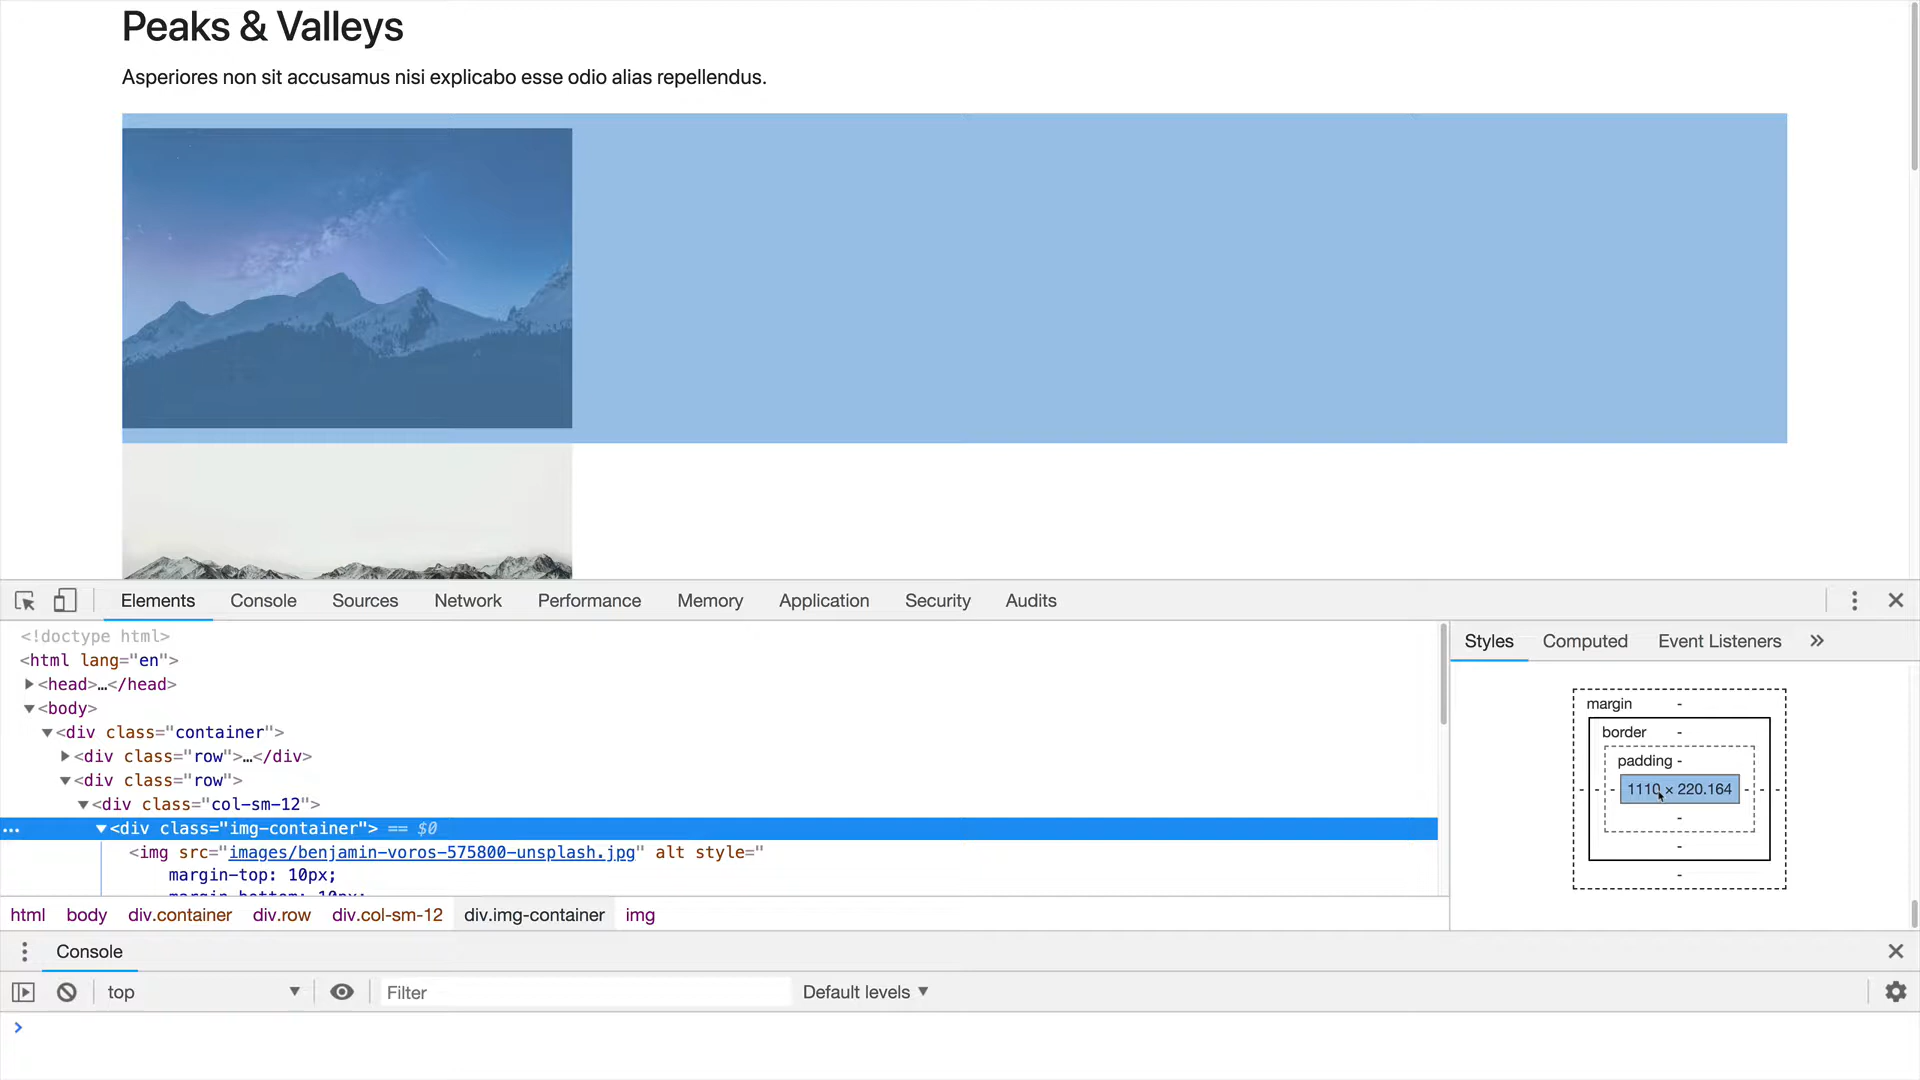 Peaks & Valleys
Asperiores non sit accusamus nisi explicabo esse odio alias repellendus.
Elements Console Sources Network Performance Memory Application Security Audits
<!doctype html>
<html lang="en">
<head>…</head>
<body>
<div class="container">
<div class="row">…</div>
<div class="row">
<div class="col-sm-12">
… <div class="img-container"> == $0
<img src="images/benjamin-voros-575800-unsplash.jpg" alt style="
margin-top: 10px;
margin-bottom: 10px;
html body div.container div.row div.col-sm-12 div.img-container img
Styles Computed Event Listeners »
margin -
border -
padding -
- - - 1110 × 220.164 - - -
-
-
-
Console
top Filter Default levels
>